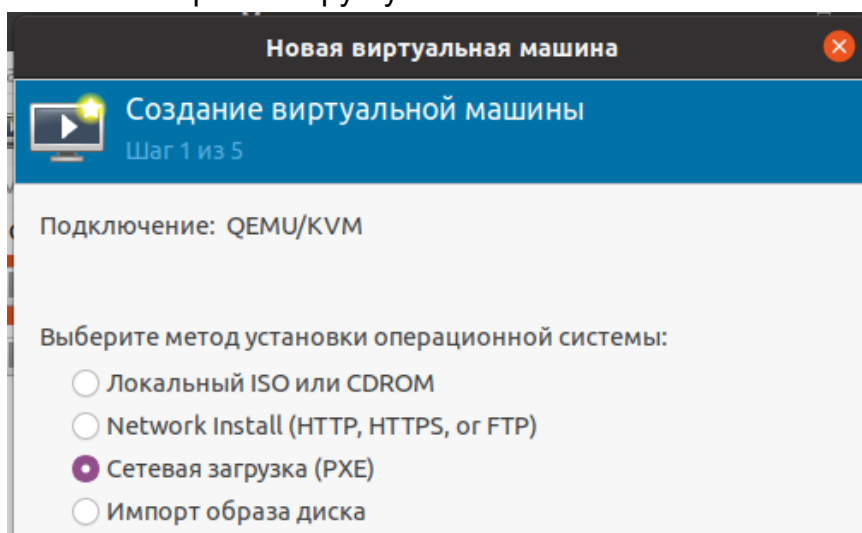 Новая виртуальная машина
Создание виртуальной машины
Шаг 1 из 5
Подключение: QEMU/KVM
Выберите метод установки операционной системы:
Локальный ISO или CDROM
Network Install (HTTP, HTTPS, or FTP)
Сетевая загрузка (PXE)
Импорт образа диска